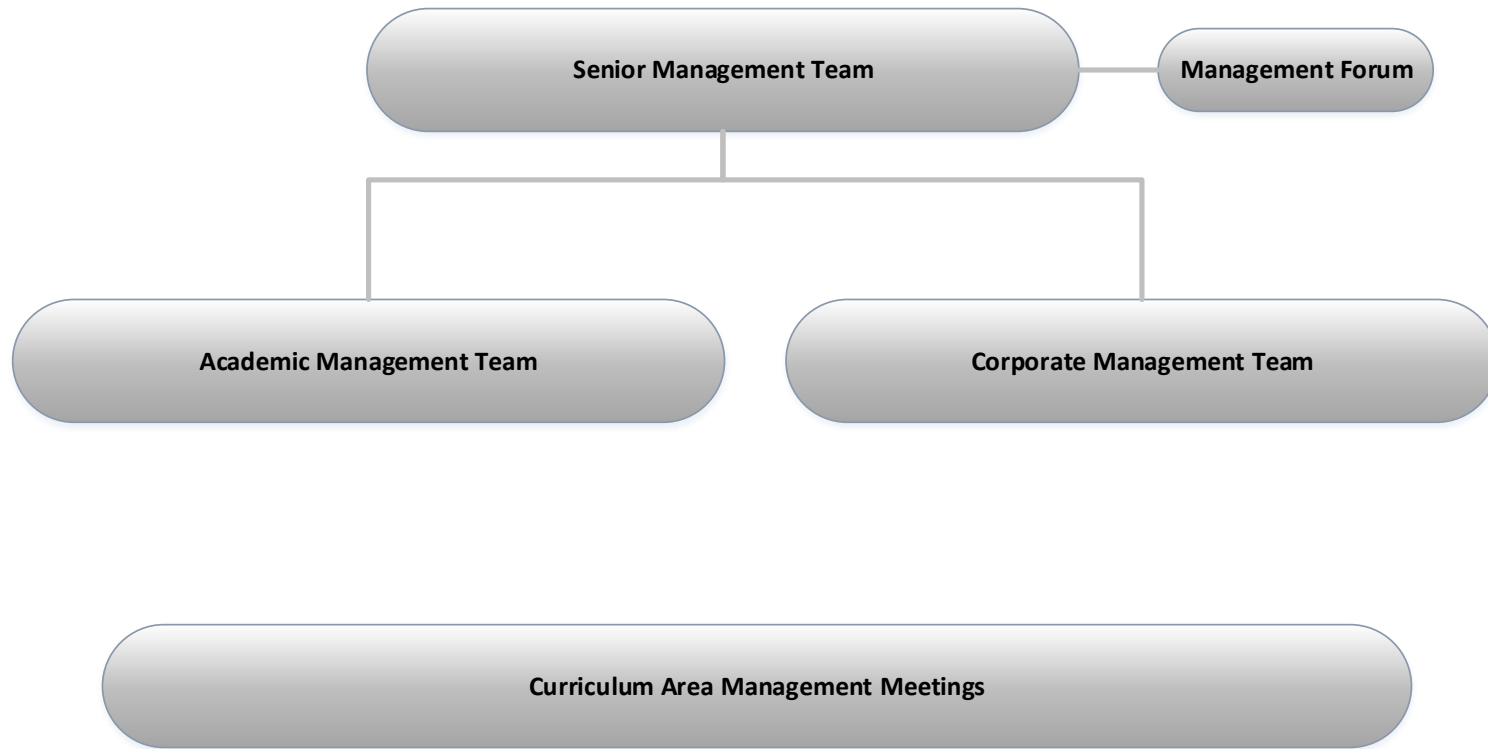 Senior Management Team
Management Forum
Academic Management Team
Corporate Management Team
Curriculum Area Management Meetings